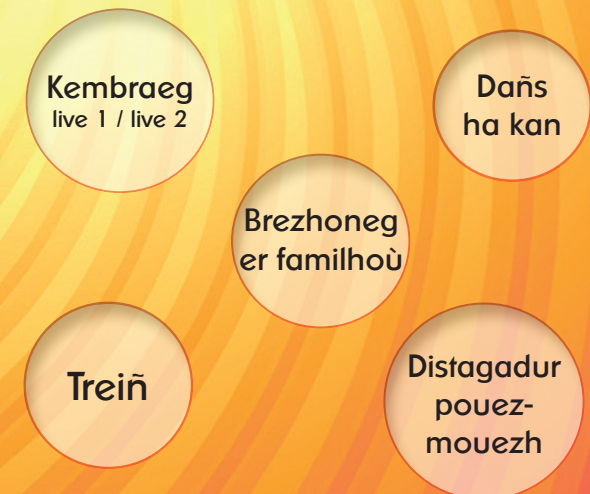 Kembraeg
live 1 / live 2
Dañs
ha kan
Brezhoneg
er familhoù
Treiñ
Distagadur
pouez-
mouezh